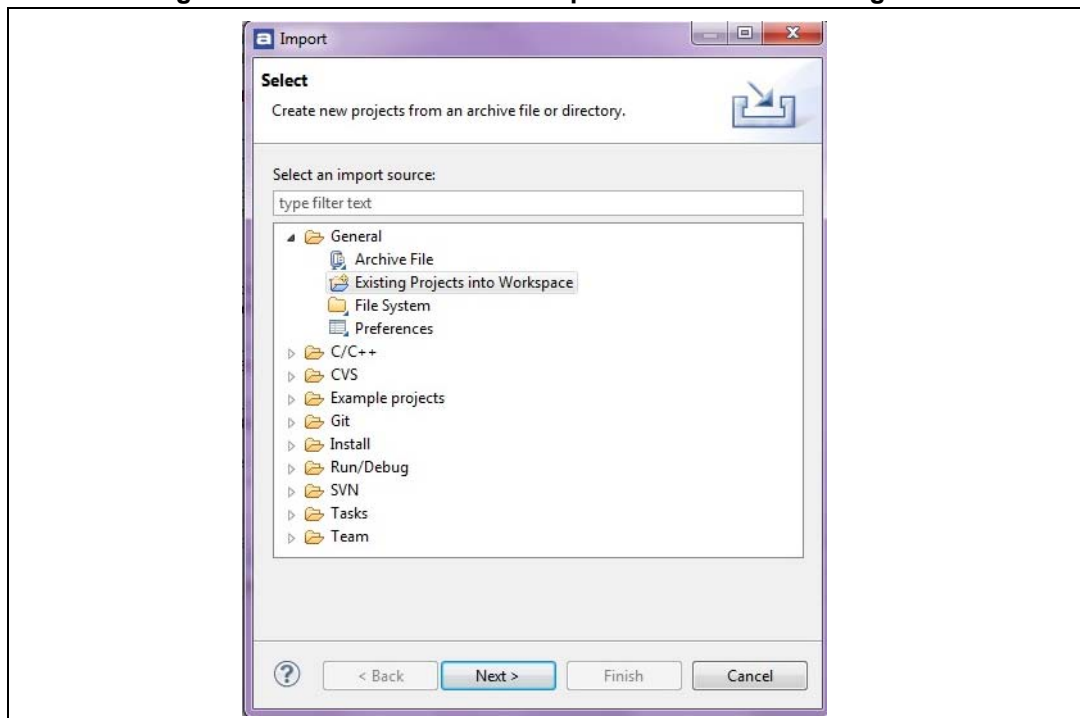 Import
Select
Create new projects from an archive file or directory.
Select an import source:
type filter text
General
Archive File
Existing Projects into Workspace
File System
Preferences
C/C++
CVS
Example projects
Git
Install
Run/Debug
SVN
Tasks
Team
< Back Next > Finish Cancel